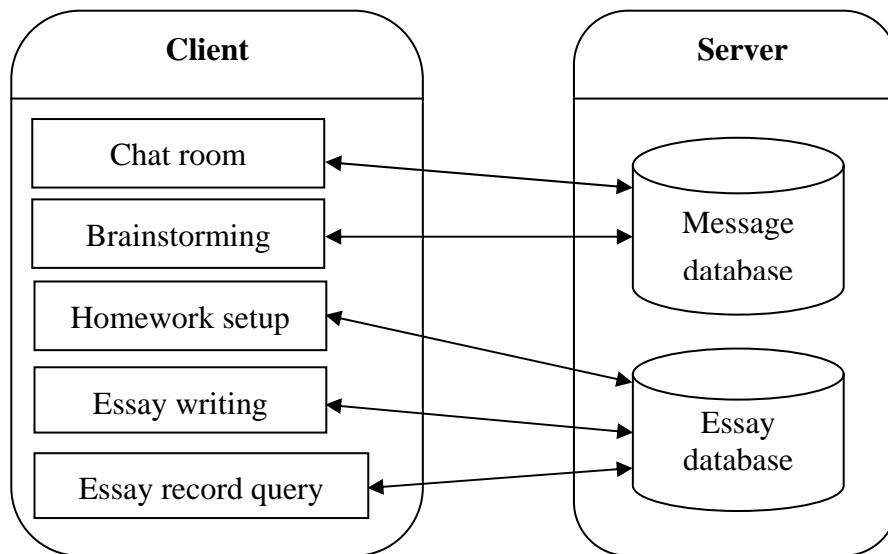 Client
Server
Chat room
Brainstorming
Homework setup
Essay writing
Essay record query
Message
database
Essay
database